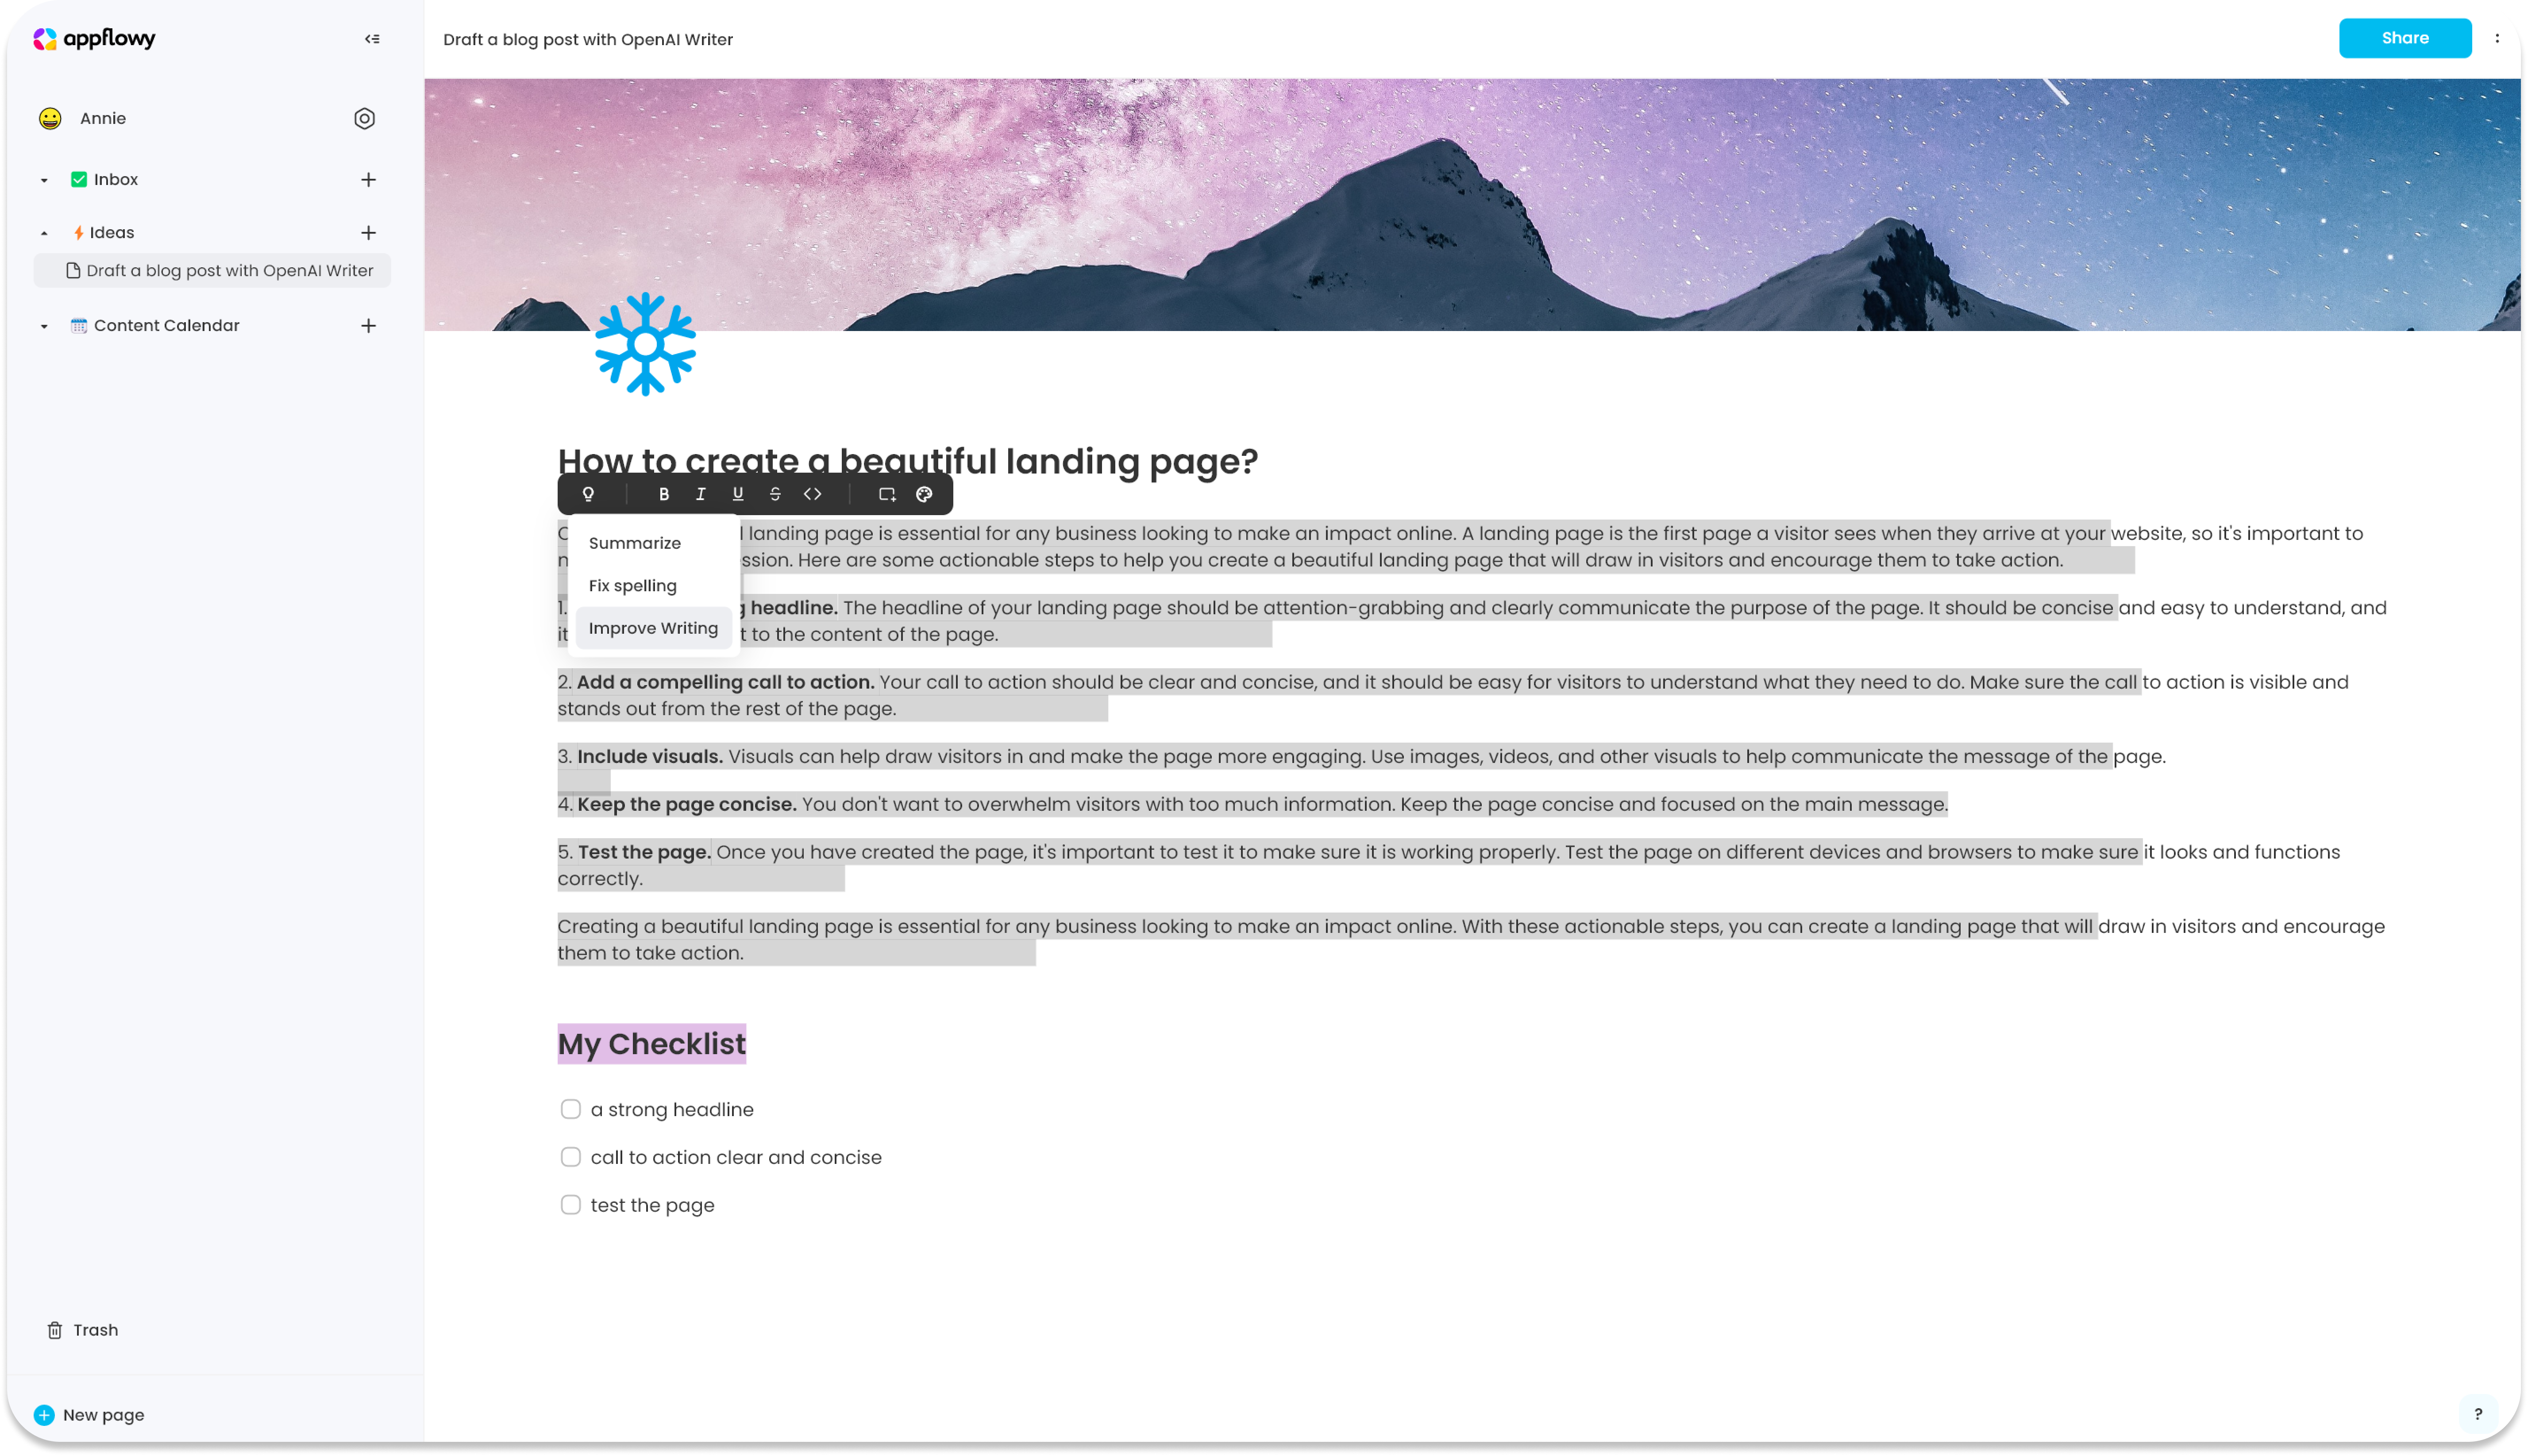 appflowy
Draft a blog post with OpenAI Writer
Share
Annie
Inbox
Ideas
Draft a blog post with OpenAI Writer
Content Calendar
Trash
New page
How to create a beautiful landing page?
B I U S <>
Summarize
Fix spelling
Improve Writing
landing page is essential for any business looking to make an impact online. A landing page is the first page a visitor sees when they arrive at your website, so it's important to
Here are some actionable steps to help you create a beautiful landing page that will draw in visitors and encourage them to take action.
1. headline. The headline of your landing page should be attention-grabbing and clearly communicate the purpose of the page. It should be concise and easy to understand, and
it to the content of the page.
2. Add a compelling call to action. Your call to action should be clear and concise, and it should be easy for visitors to understand what they need to do. Make sure the call to action is visible and
stands out from the rest of the page.
3. Include visuals. Visuals can help draw visitors in and make the page more engaging. Use images, videos, and other visuals to help communicate the message of the page.
4. Keep the page concise. You don't want to overwhelm visitors with too much information. Keep the page concise and focused on the main message.
5. Test the page. Once you have created the page, it's important to test it to make sure it is working properly. Test the page on different devices and browsers to make sure it looks and functions
correctly.
Creating a beautiful landing page is essential for any business looking to make an impact online. With these actionable steps, you can create a landing page that will draw in visitors and encourage
them to take action.
My Checklist
a strong headline
call to action clear and concise
test the page
?